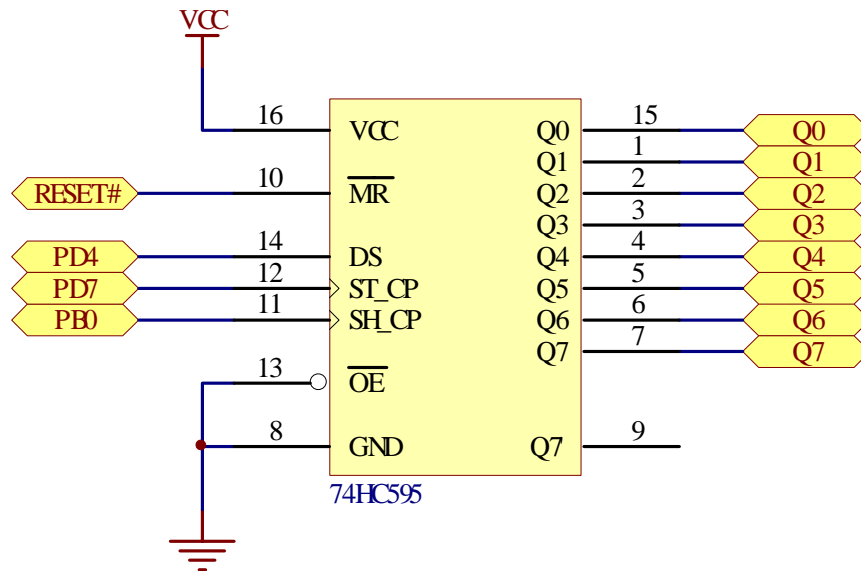 VCC
16 VCC Q0 15 Q0
Q1 1 Q1
RESET# 10 MR Q2 2 Q2
Q3 3 Q3
PD4 14 DS Q4 4 Q4
PD7 12 ST_CP Q5 5 Q5
PB0 11 SH_CP Q6 6 Q6
Q7 7 Q7
13 OE
8 GND Q7' 9
74HC595